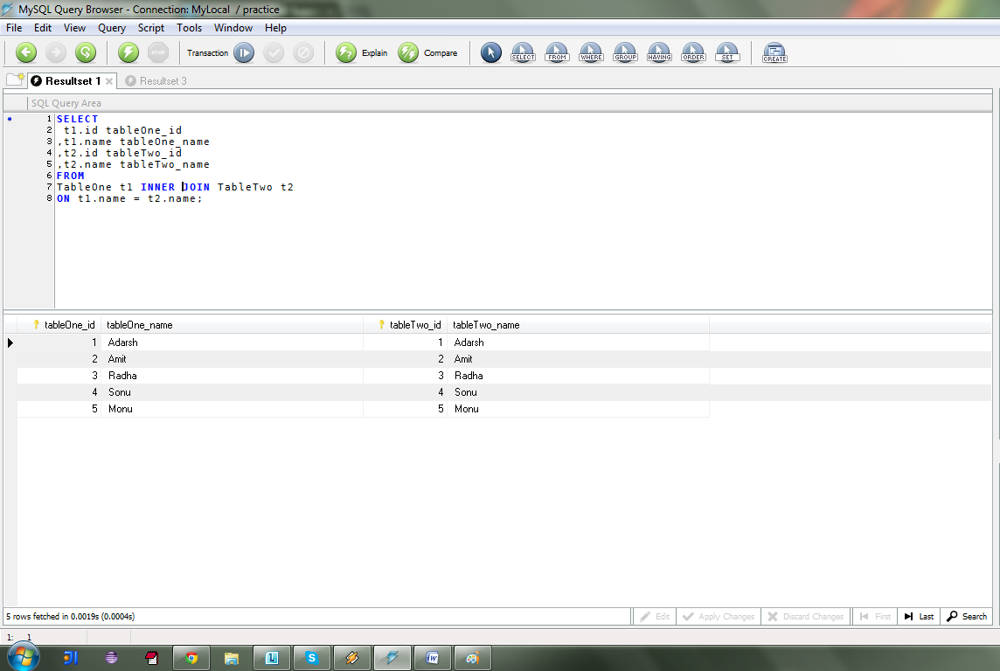 MySQL Query Browser - Connection: MyLocal / practice
File Edit View Query Script Tools Window Help
STOP Transaction Explain Compare SELECT FROM WHERE GROUP HAVING ORDER SET CREATE
Resultset 1 Resultset 3
SQL Query Area
1 SELECT
2 t1.id tableOne_id
3 ,t1.name tableOne_name
4 ,t2.id tableTwo_id
5 ,t2.name tableTwo_name
6 FROM
7 TableOne t1 INNER JOIN TableTwo t2
8 ON t1.name = t2.name;
tableOne_id tableOne_name tableTwo_id tableTwo_name
1 Adarsh 1 Adarsh
2 Amit 2 Amit
3 Radha 3 Radha
4 Sonu 4 Sonu
5 Monu 5 Monu
5 rows fetched in 0.0019s (0.0004s) Edit Apply Changes Discard Changes First Last Search
1: 1
L S W